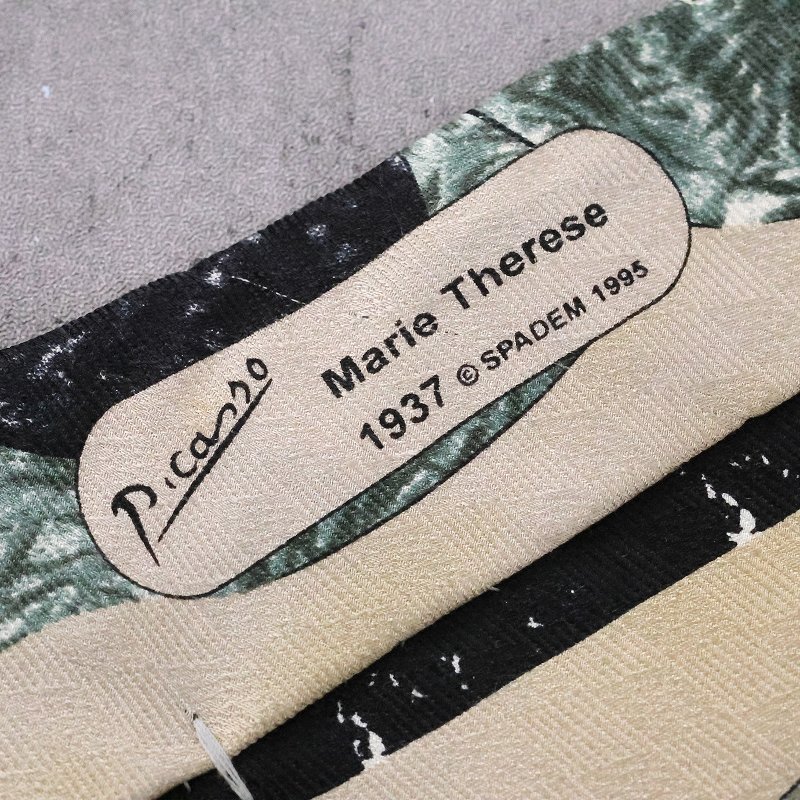 Picasso
Marie Therese
1937 © SPADEM 1995